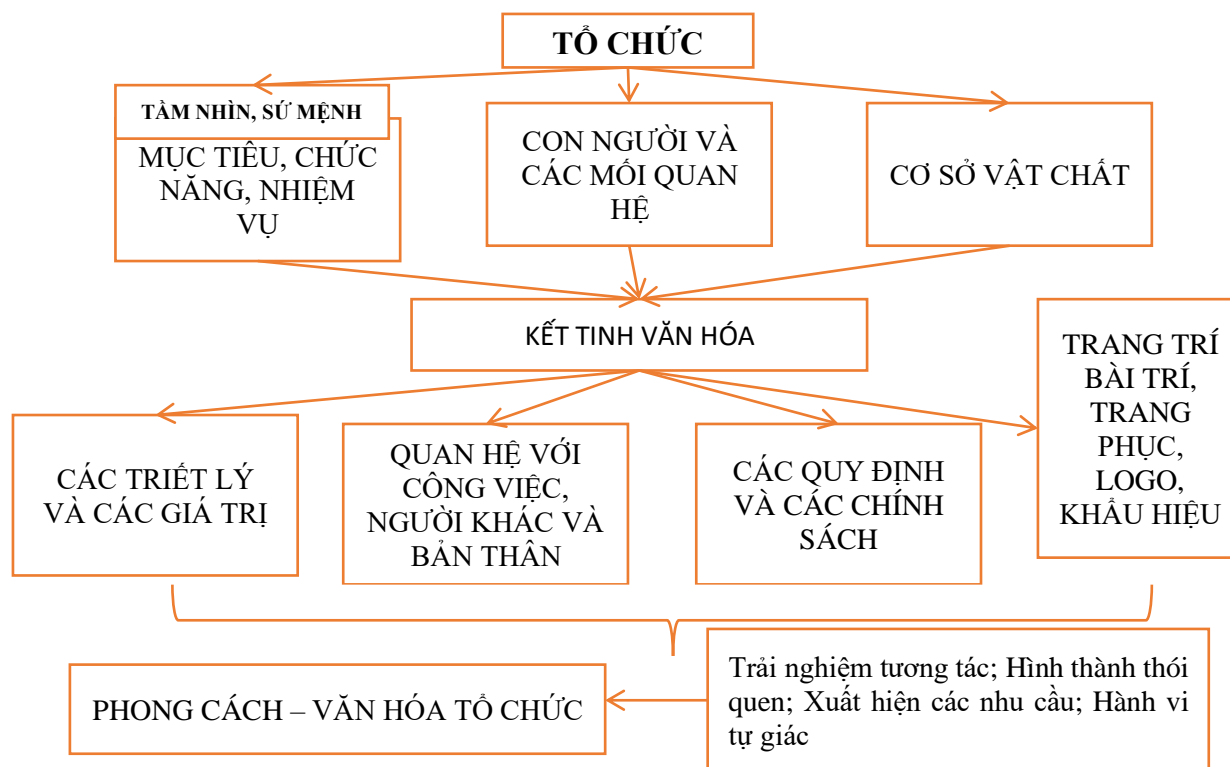 TỔ CHỨC
TẦM NHÌN, SỨ MỆNH
MỤC TIÊU, CHỨC
NĂNG, NHIỆM
VỤ
CON NGƯỜI VÀ
CÁC MỐI QUAN
HỆ
CƠ SỞ VẬT CHẤT
KẾT TINH VĂN HÓA
CÁC TRIẾT LÝ
VÀ CÁC GIÁ TRỊ
QUAN HỆ VỚI
CÔNG VIỆC,
NGƯỜI KHÁC VÀ
BẢN THÂN
CÁC QUY ĐỊNH
VÀ CÁC CHÍNH
SÁCH
TRANG TRÍ
BÀI TRÍ,
TRANG
PHỤC,
LOGO,
KHẨU HIỆU
PHONG CÁCH – VĂN HÓA TỔ CHỨC
Trải nghiệm tương tác; Hình thành thói
quen; Xuất hiện các nhu cầu; Hành vi
tự giác